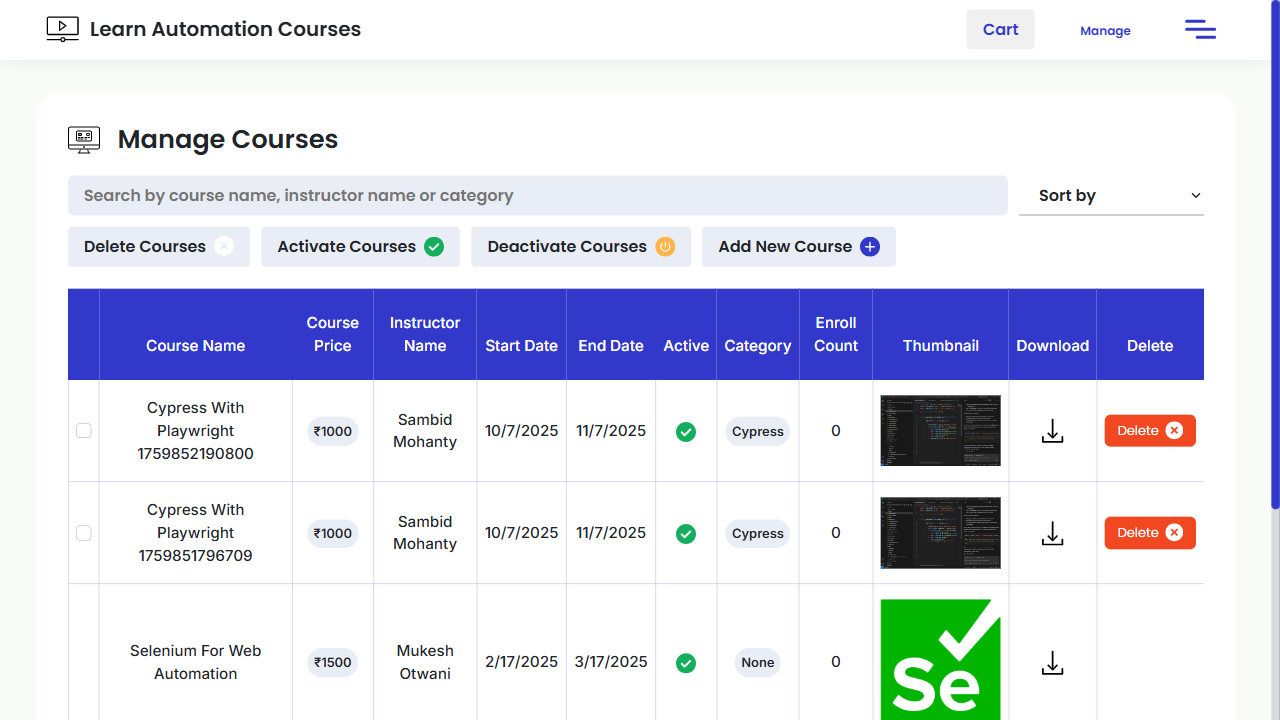 Learn Automation Courses
Cart
Manage
Manage Courses
Search by course name, instructor name or category
Sort by
Delete Courses
Activate Courses
Deactivate Courses
Add New Course
Course Name
Course Price
Instructor Name
Start Date
End Date
Active
Category
Enroll Count
Thumbnail
Download
Delete
Cypress With
Playwright
1759852190800
₹1000
Sambid
Mohanty
10/7/2025
11/7/2025
Cypress
0
Delete
Cypress With
Playwright
1759851796709
₹1000
Sambid
Mohanty
10/7/2025
11/7/2025
Cypress
0
Delete
Selenium For Web
Automation
₹1500
Mukesh
Otwani
2/17/2025
3/17/2025
None
0
Se